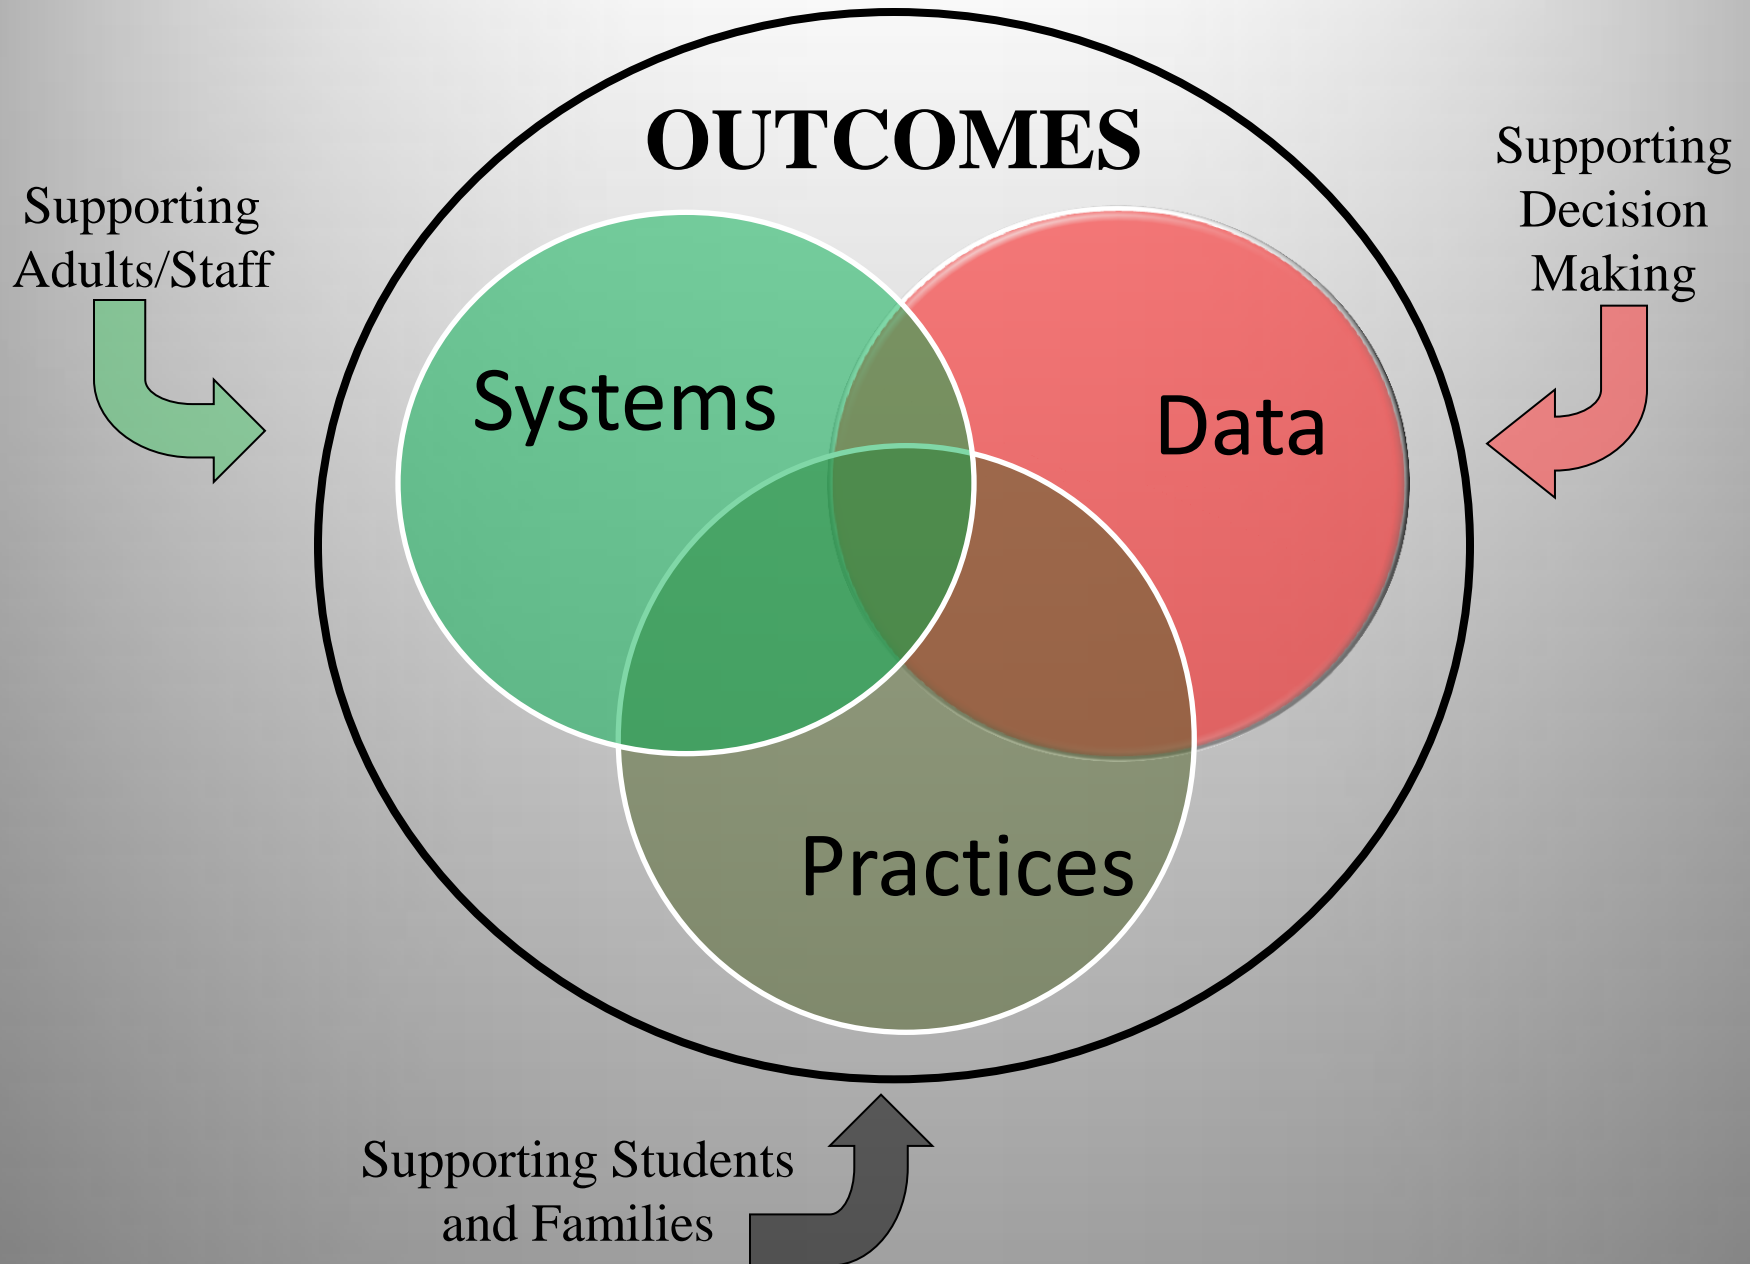 OUTCOMES
Supporting
Adults/Staff
Supporting
Decision
Making
Systems
Data
Practices
Supporting Students
and Families